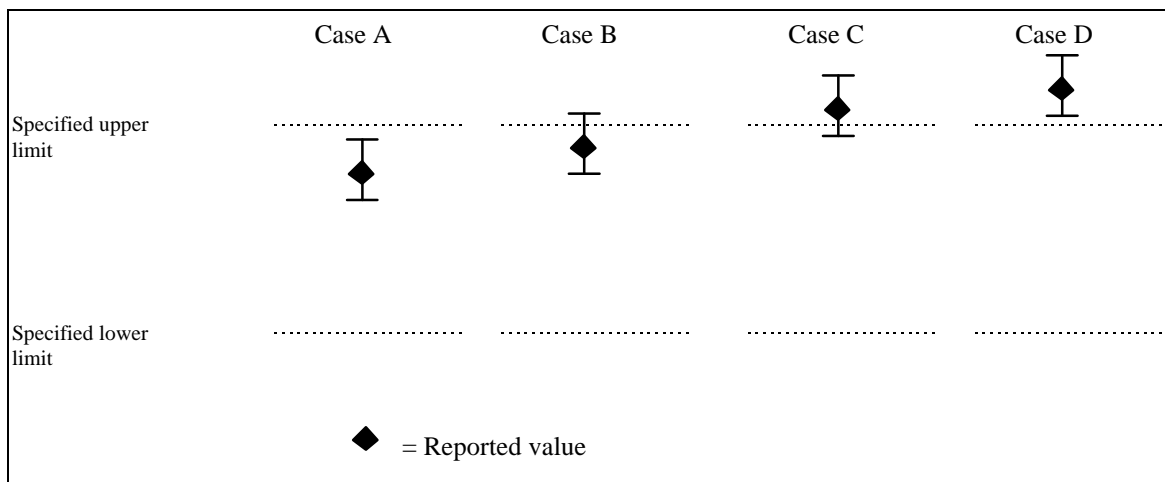 Case A Case B Case C Case D
Specified upper
limit
Specified lower
limit
= Reported value